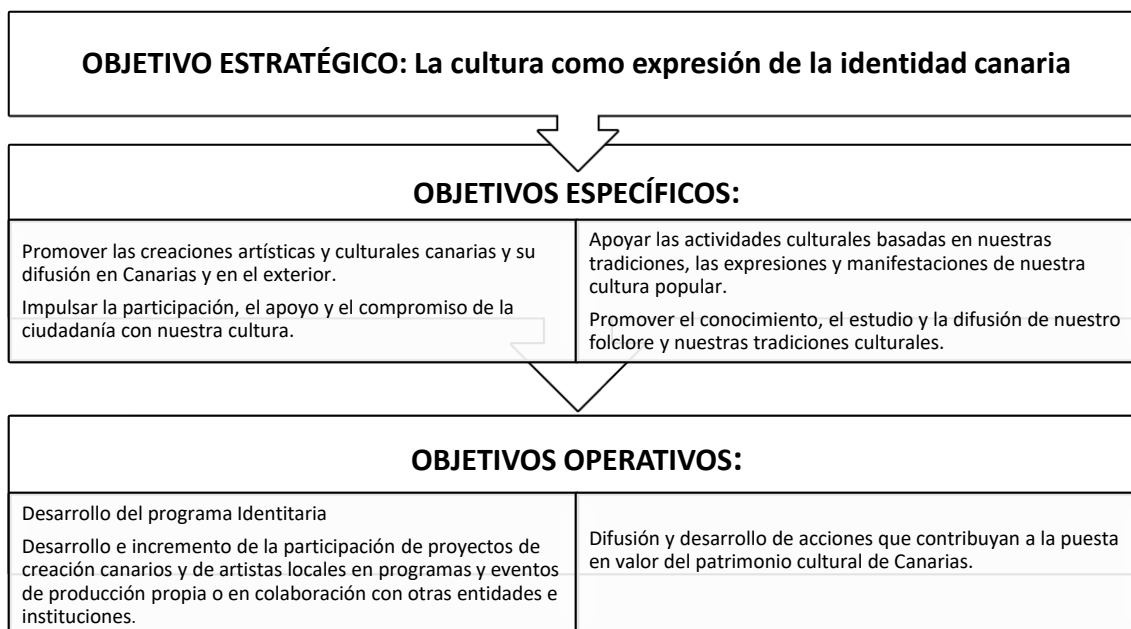 OBJETIVO ESTRATÉGICO: La cultura como expresión de la identidad canaria
OBJETIVOS ESPECÍFICOS:
Promover las creaciones artísticas y culturales canarias y su
difusión en Canarias y en el exterior.
Impulsar la participación, el apoyo y el compromiso de la
ciudadanía con nuestra cultura.
Apoyar las actividades culturales basadas en nuestras
tradiciones, las expresiones y manifestaciones de nuestra
cultura popular.
Promover el conocimiento, el estudio y la difusión de nuestro
folclore y nuestras tradiciones culturales.
OBJETIVOS OPERATIVOS:
Desarrollo del programa Identitaria
Desarrollo e incremento de la participación de proyectos de
creación canarios y de artistas locales en programas y eventos
de producción propia o en colaboración con otras entidades e
instituciones.
Difusión y desarrollo de acciones que contribuyan a la puesta
en valor del patrimonio cultural de Canarias.